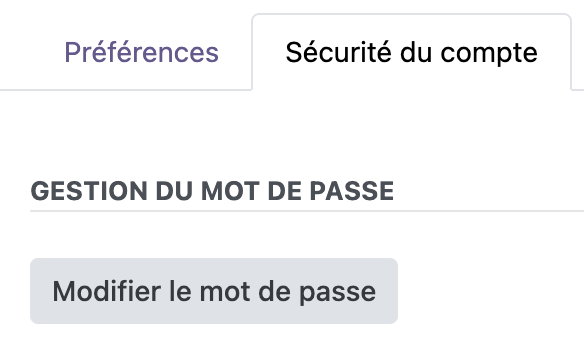 Préférences
Sécurité du compte
GESTION DU MOT DE PASSE
Modifier le mot de passe